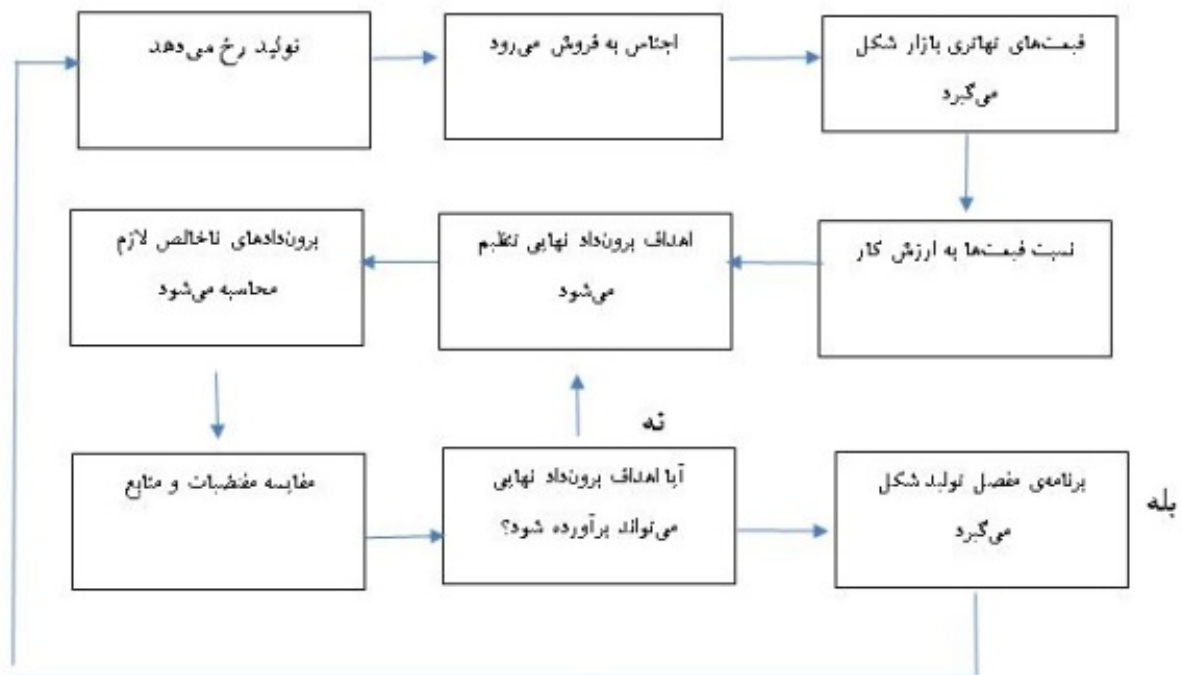 تولید رخ می‌دهد
اجناس به فروش می‌رود
قیمت‌های تهاتری بازار شکل
می‌گیرد
نسبت قیمت‌ها به ارزش کار
اهداف برون‌داد نهایی تنظیم
می‌شود
برون‌دادهای ناخالص لازم
محاسبه می‌شود
مقایسه مقتضیات و منابع
آیا اهداف برون‌داد نهایی
می‌تواند برآورده شود؟
نه
برنامه‌ی مفصل تولید شکل
می‌گیرد
بله